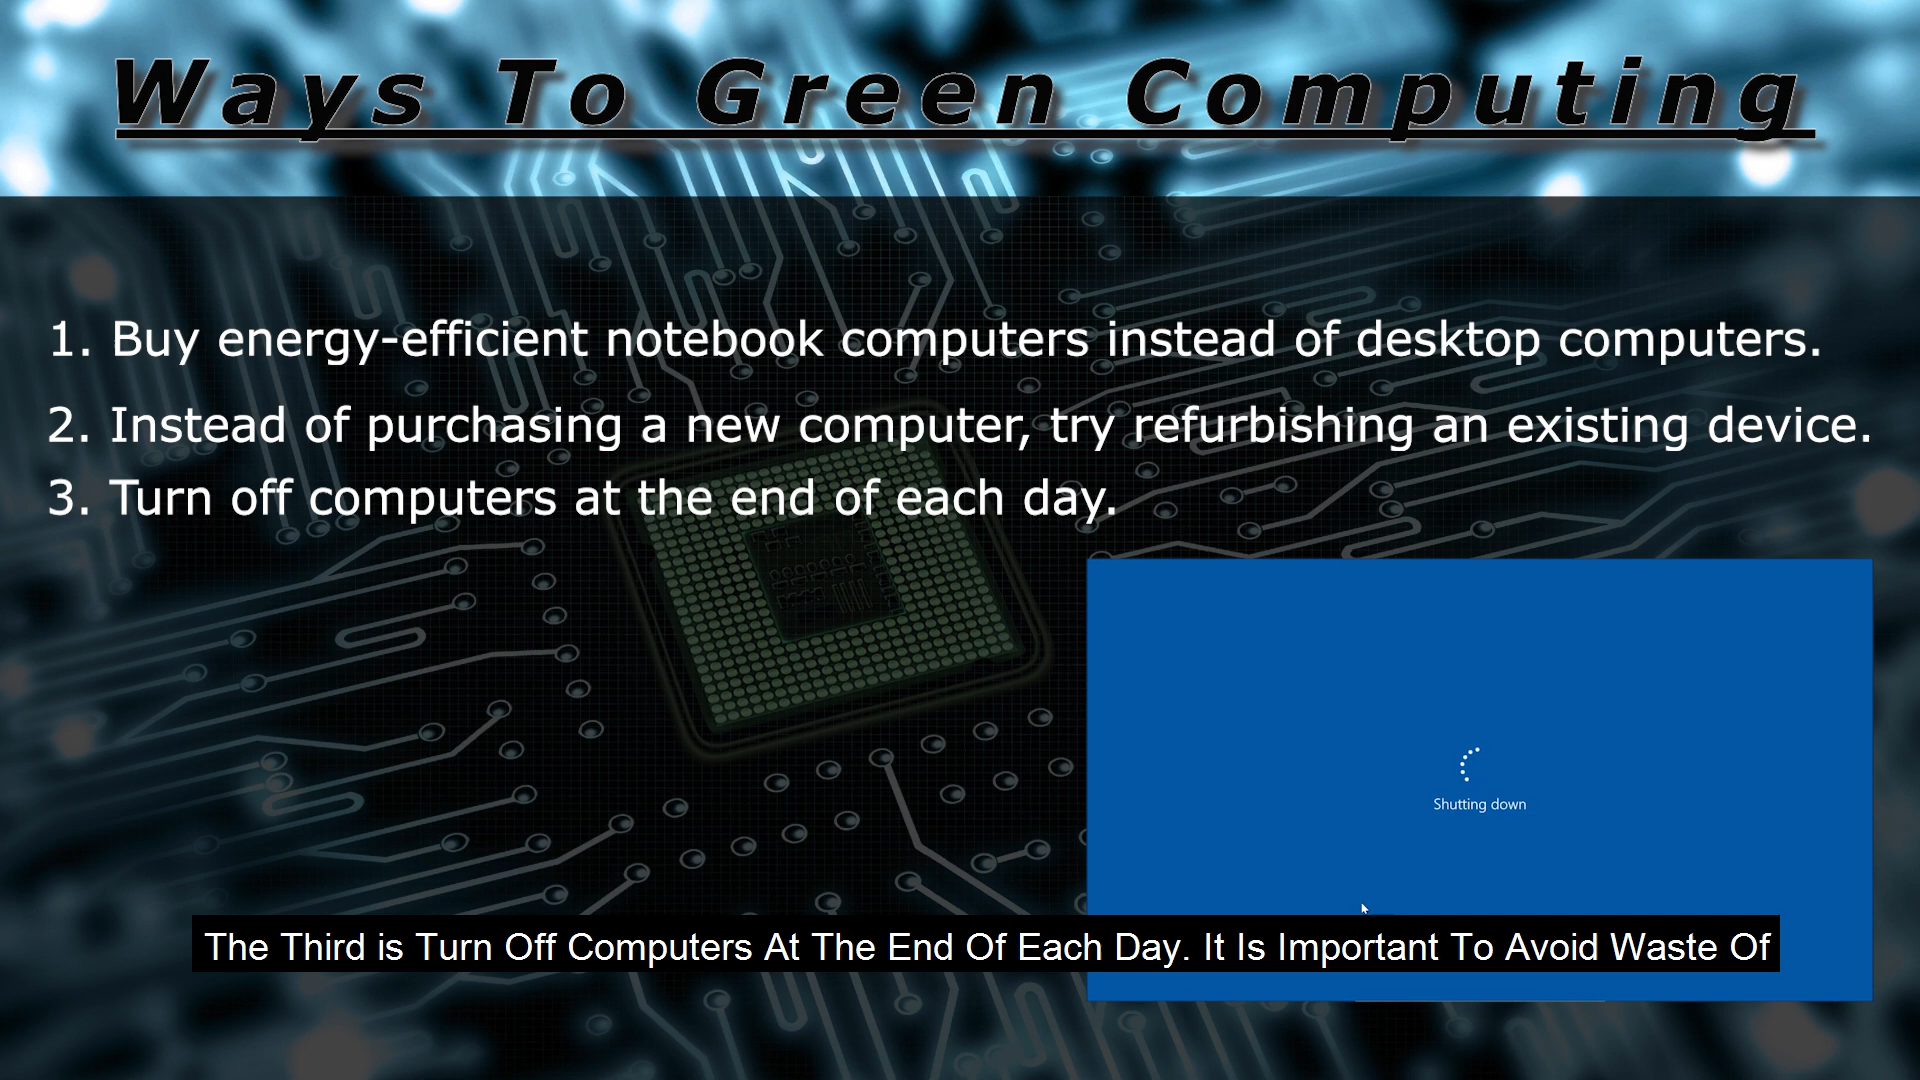 Ways To Green Computing
1. Buy energy-efficient notebook computers instead of desktop computers.
2. Instead of purchasing a new computer, try refurbishing an existing device.
3. Turn off computers at the end of each day.
Shutting down
The Third is Turn Off Computers At The End Of Each Day. It Is Important To Avoid Waste Of